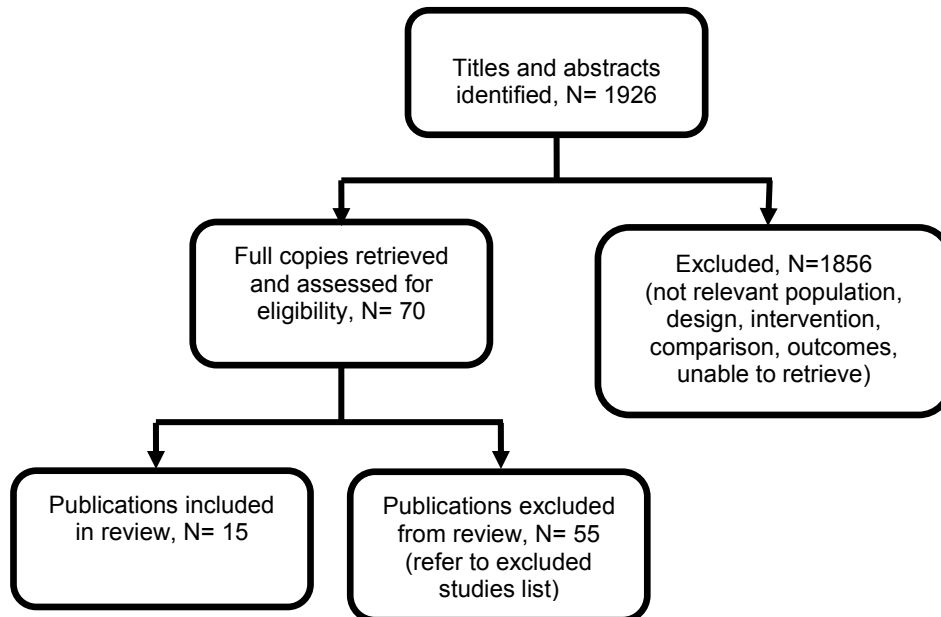 Titles and abstracts
identified, N= 1926
Full copies retrieved
and assessed for
eligibility, N= 70
Excluded, N=1856
(not relevant population,
design, intervention,
comparison, outcomes,
unable to retrieve)
Publications included
in review, N= 15
Publications excluded
from review, N= 55
(refer to excluded
studies list)